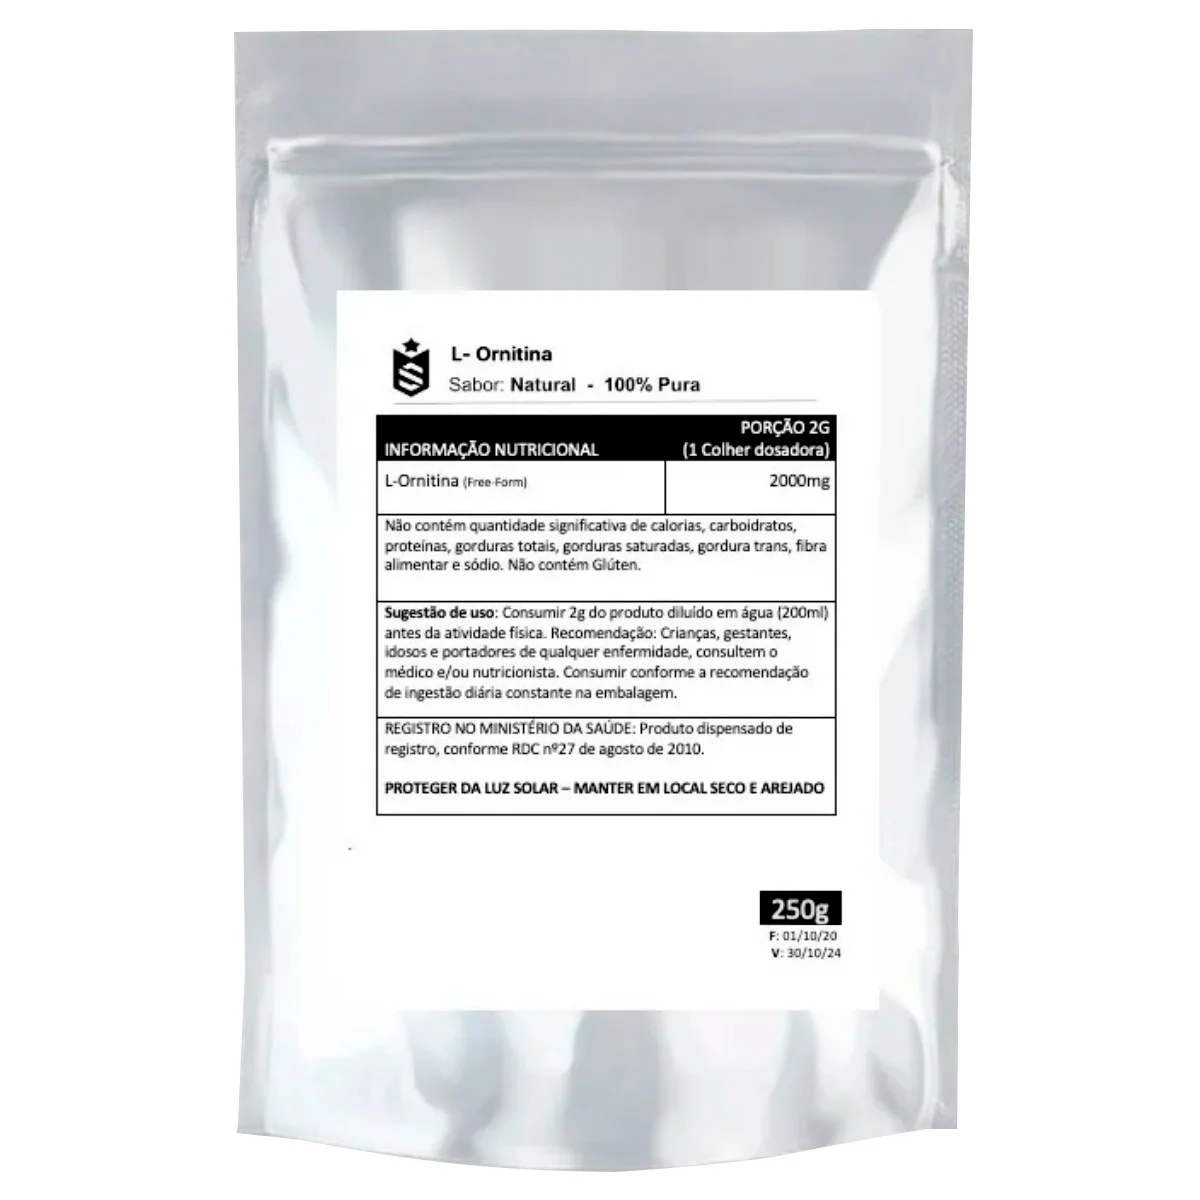 L- Ornitina
Sabor: Natural - 100% Pura
PORÇÃO 2G
INFORMAÇÃO NUTRICIONAL (1 Colher dosadora)
L-Ornitina (Free-Form) 2000mg
Não contém quantidade significativa de calorias, carboidratos,
proteínas, gorduras totais, gorduras saturadas, gordura trans, fibra
alimentar e sódio. Não contém Glúten.
Sugestão de uso: Consumir 2g do produto diluído em água (200ml)
antes da atividade física. Recomendação: Crianças, gestantes,
idosos e portadores de qualquer enfermidade, consultem o
médico e/ou nutricionista. Consumir conforme a recomendação
de ingestão diária constante na embalagem.
REGISTRO NO MINISTÉRIO DA SAÚDE: Produto dispensado de
registro, conforme RDC nº27 de agosto de 2010.
PROTEGER DA LUZ SOLAR – MANTER EM LOCAL SECO E AREJADO
250g
F: 01/10/20
V: 30/10/24